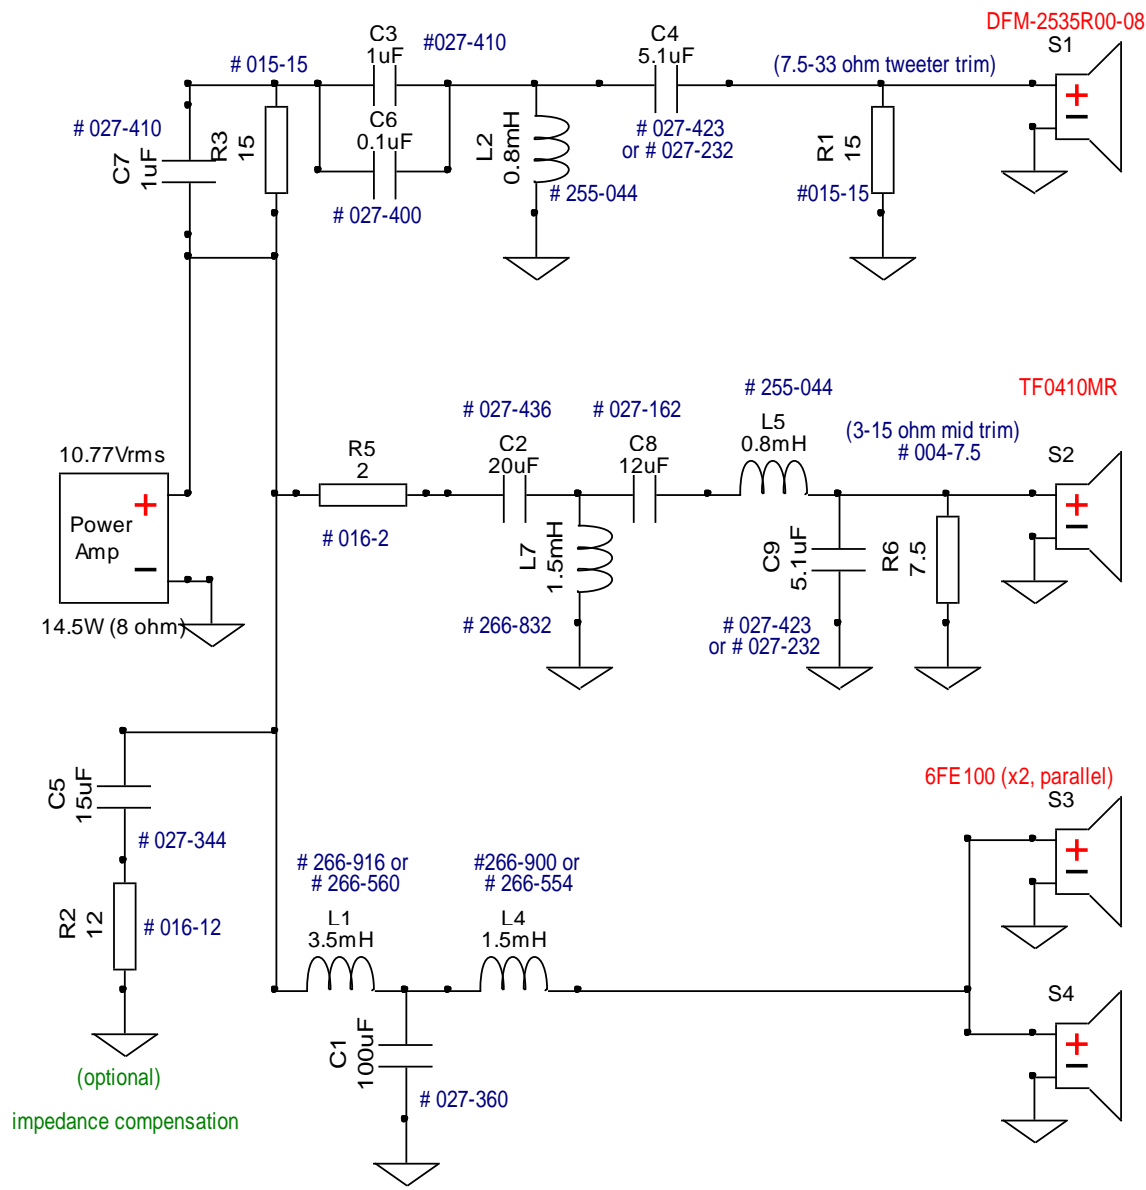 DFM-2535R00-08
S1
C3
1uF
#027-410
C4
5.1uF
# 015-15
(7.5-33 ohm tweeter trim)
# 027-410
C7
1uF
R3
15
C6
0.1uF
# 027-400
L2
0.8mH
# 255-044
# 027-423
or # 027-232
R1
15
#015-15
TF0410MR
# 255-044
# 027-436
# 027-162
L5
0.8mH
(3-15 ohm mid trim)
# 004-7.5
S2
10.77Vrms
R5
2
C2
20uF
C8
12uF
Power
Amp
# 016-2
L7
1.5mH
C9
5.1uF
R6
7.5
14.5W (8 ohm)
# 266-832
# 027-423
or # 027-232
6FE100 (x2, parallel)
S3
C5
15uF
# 027-344
# 266-916 or
# 266-560
#266-900 or
# 266-554
R2
12
# 016-12
L1
3.5mH
L4
1.5mH
S4
C1
100uF
# 027-360
(optional)
impedance compensation